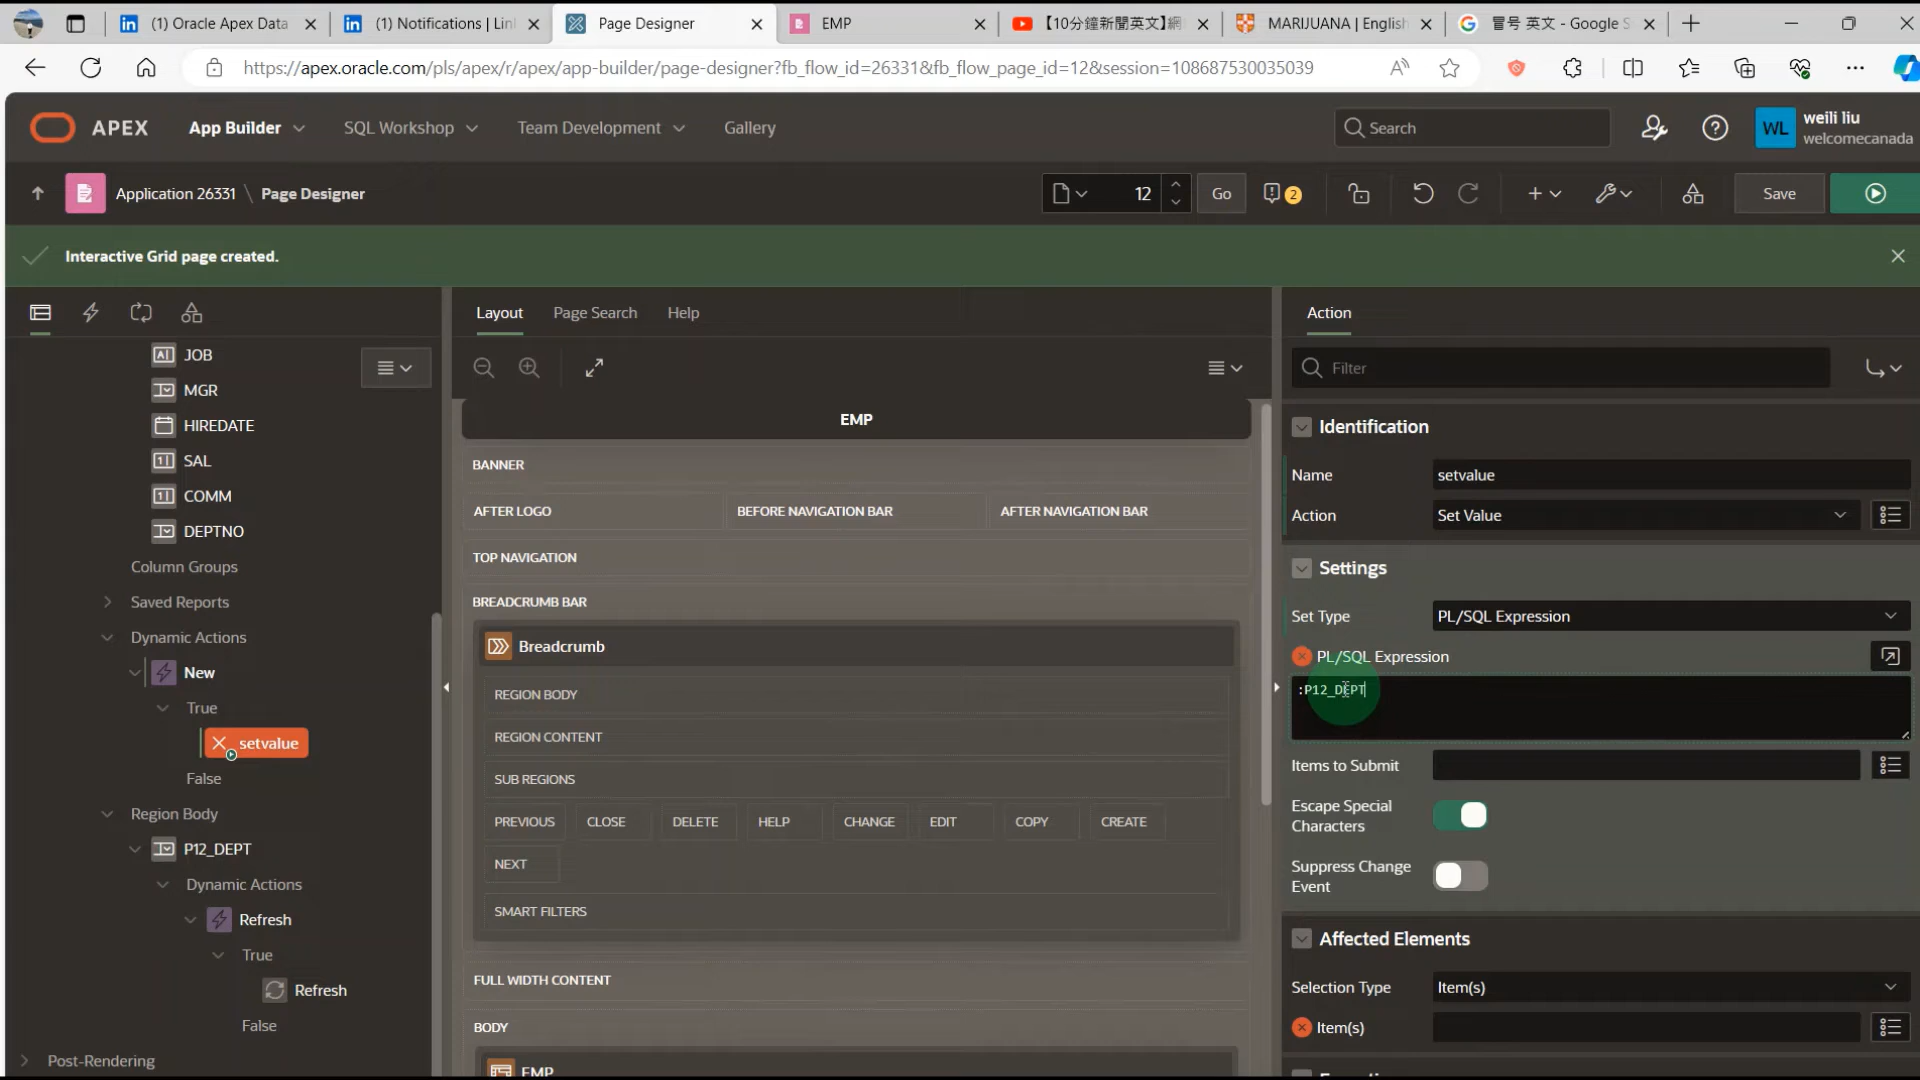 (1) Oracle Apex Data
(1) Notifications | Lin
Page Designer
EMP
【10分鐘新聞英文】網
MARIJUANA | English
冒号 英文 - Google S
https://apex.oracle.com/pls/apex/r/apex/app-builder/page-designer?fb_flow_id=26331&fb_flow_page_id=12&session=108687530035039
APEX
App Builder
SQL Workshop
Team Development
Gallery
Search
WL
weili liu
welcomecanada
Application 26331 \ Page Designer
12
Go
2
Save
Interactive Grid page created.
JOB
MGR
HIREDATE
SAL
COMM
DEPTNO
Column Groups
Saved Reports
Dynamic Actions
New
True
setvalue
False
Region Body
P12_DEPT
Dynamic Actions
Refresh
True
Refresh
False
Post-Rendering
Layout
Page Search
Help
EMP
BANNER
AFTER LOGO
BEFORE NAVIGATION BAR
AFTER NAVIGATION BAR
TOP NAVIGATION
BREADCRUMB BAR
Breadcrumb
REGION BODY
REGION CONTENT
SUB REGIONS
PREVIOUS
CLOSE
DELETE
HELP
CHANGE
EDIT
COPY
CREATE
NEXT
SMART FILTERS
FULL WIDTH CONTENT
BODY
EMP
Action
Filter
Identification
Name
setvalue
Action
Set Value
Settings
Set Type
PL/SQL Expression
PL/SQL Expression
:P12_DEPT
Items to Submit
Escape Special
Characters
Suppress Change
Event
Affected Elements
Selection Type
Item(s)
Item(s)